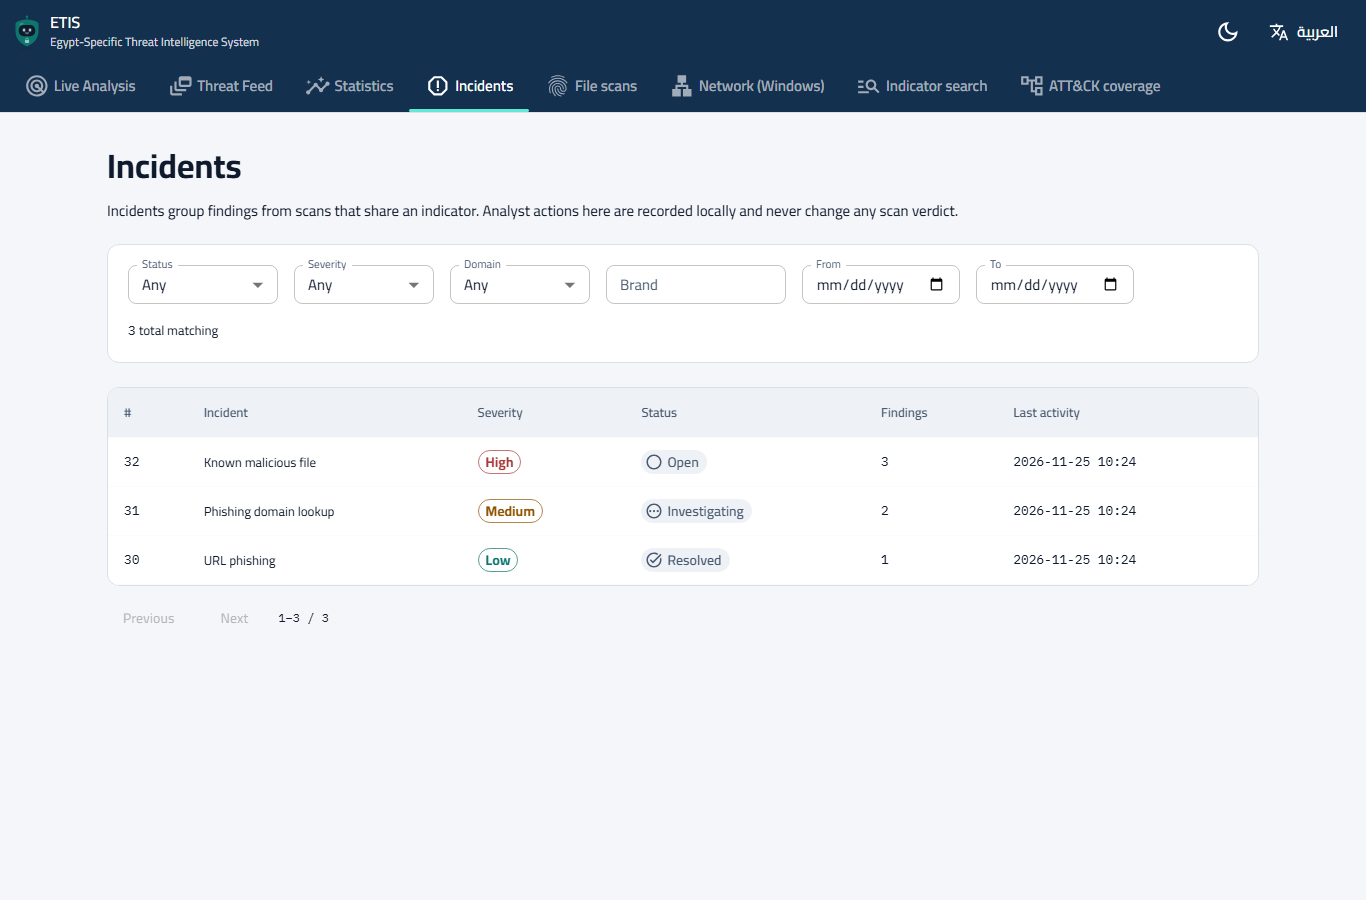 ETIS
Egypt-Specific Threat Intelligence System
العربية
Live Analysis
Threat Feed
Statistics
Incidents
File scans
Network (Windows)
Indicator search
ATT&CK coverage
Incidents
Incidents group findings from scans that share an indicator. Analyst actions here are recorded locally and never change any scan verdict.
Status
Any
Severity
Any
Domain
Any
Brand
From
mm/dd/yyyy
To
mm/dd/yyyy
3 total matching
# Incident Severity Status Findings Last activity
32 Known malicious file High Open 3 2026-11-25 10:24
31 Phishing domain lookup Medium Investigating 2 2026-11-25 10:24
30 URL phishing Low Resolved 1 2026-11-25 10:24
Previous Next 1–3 / 3